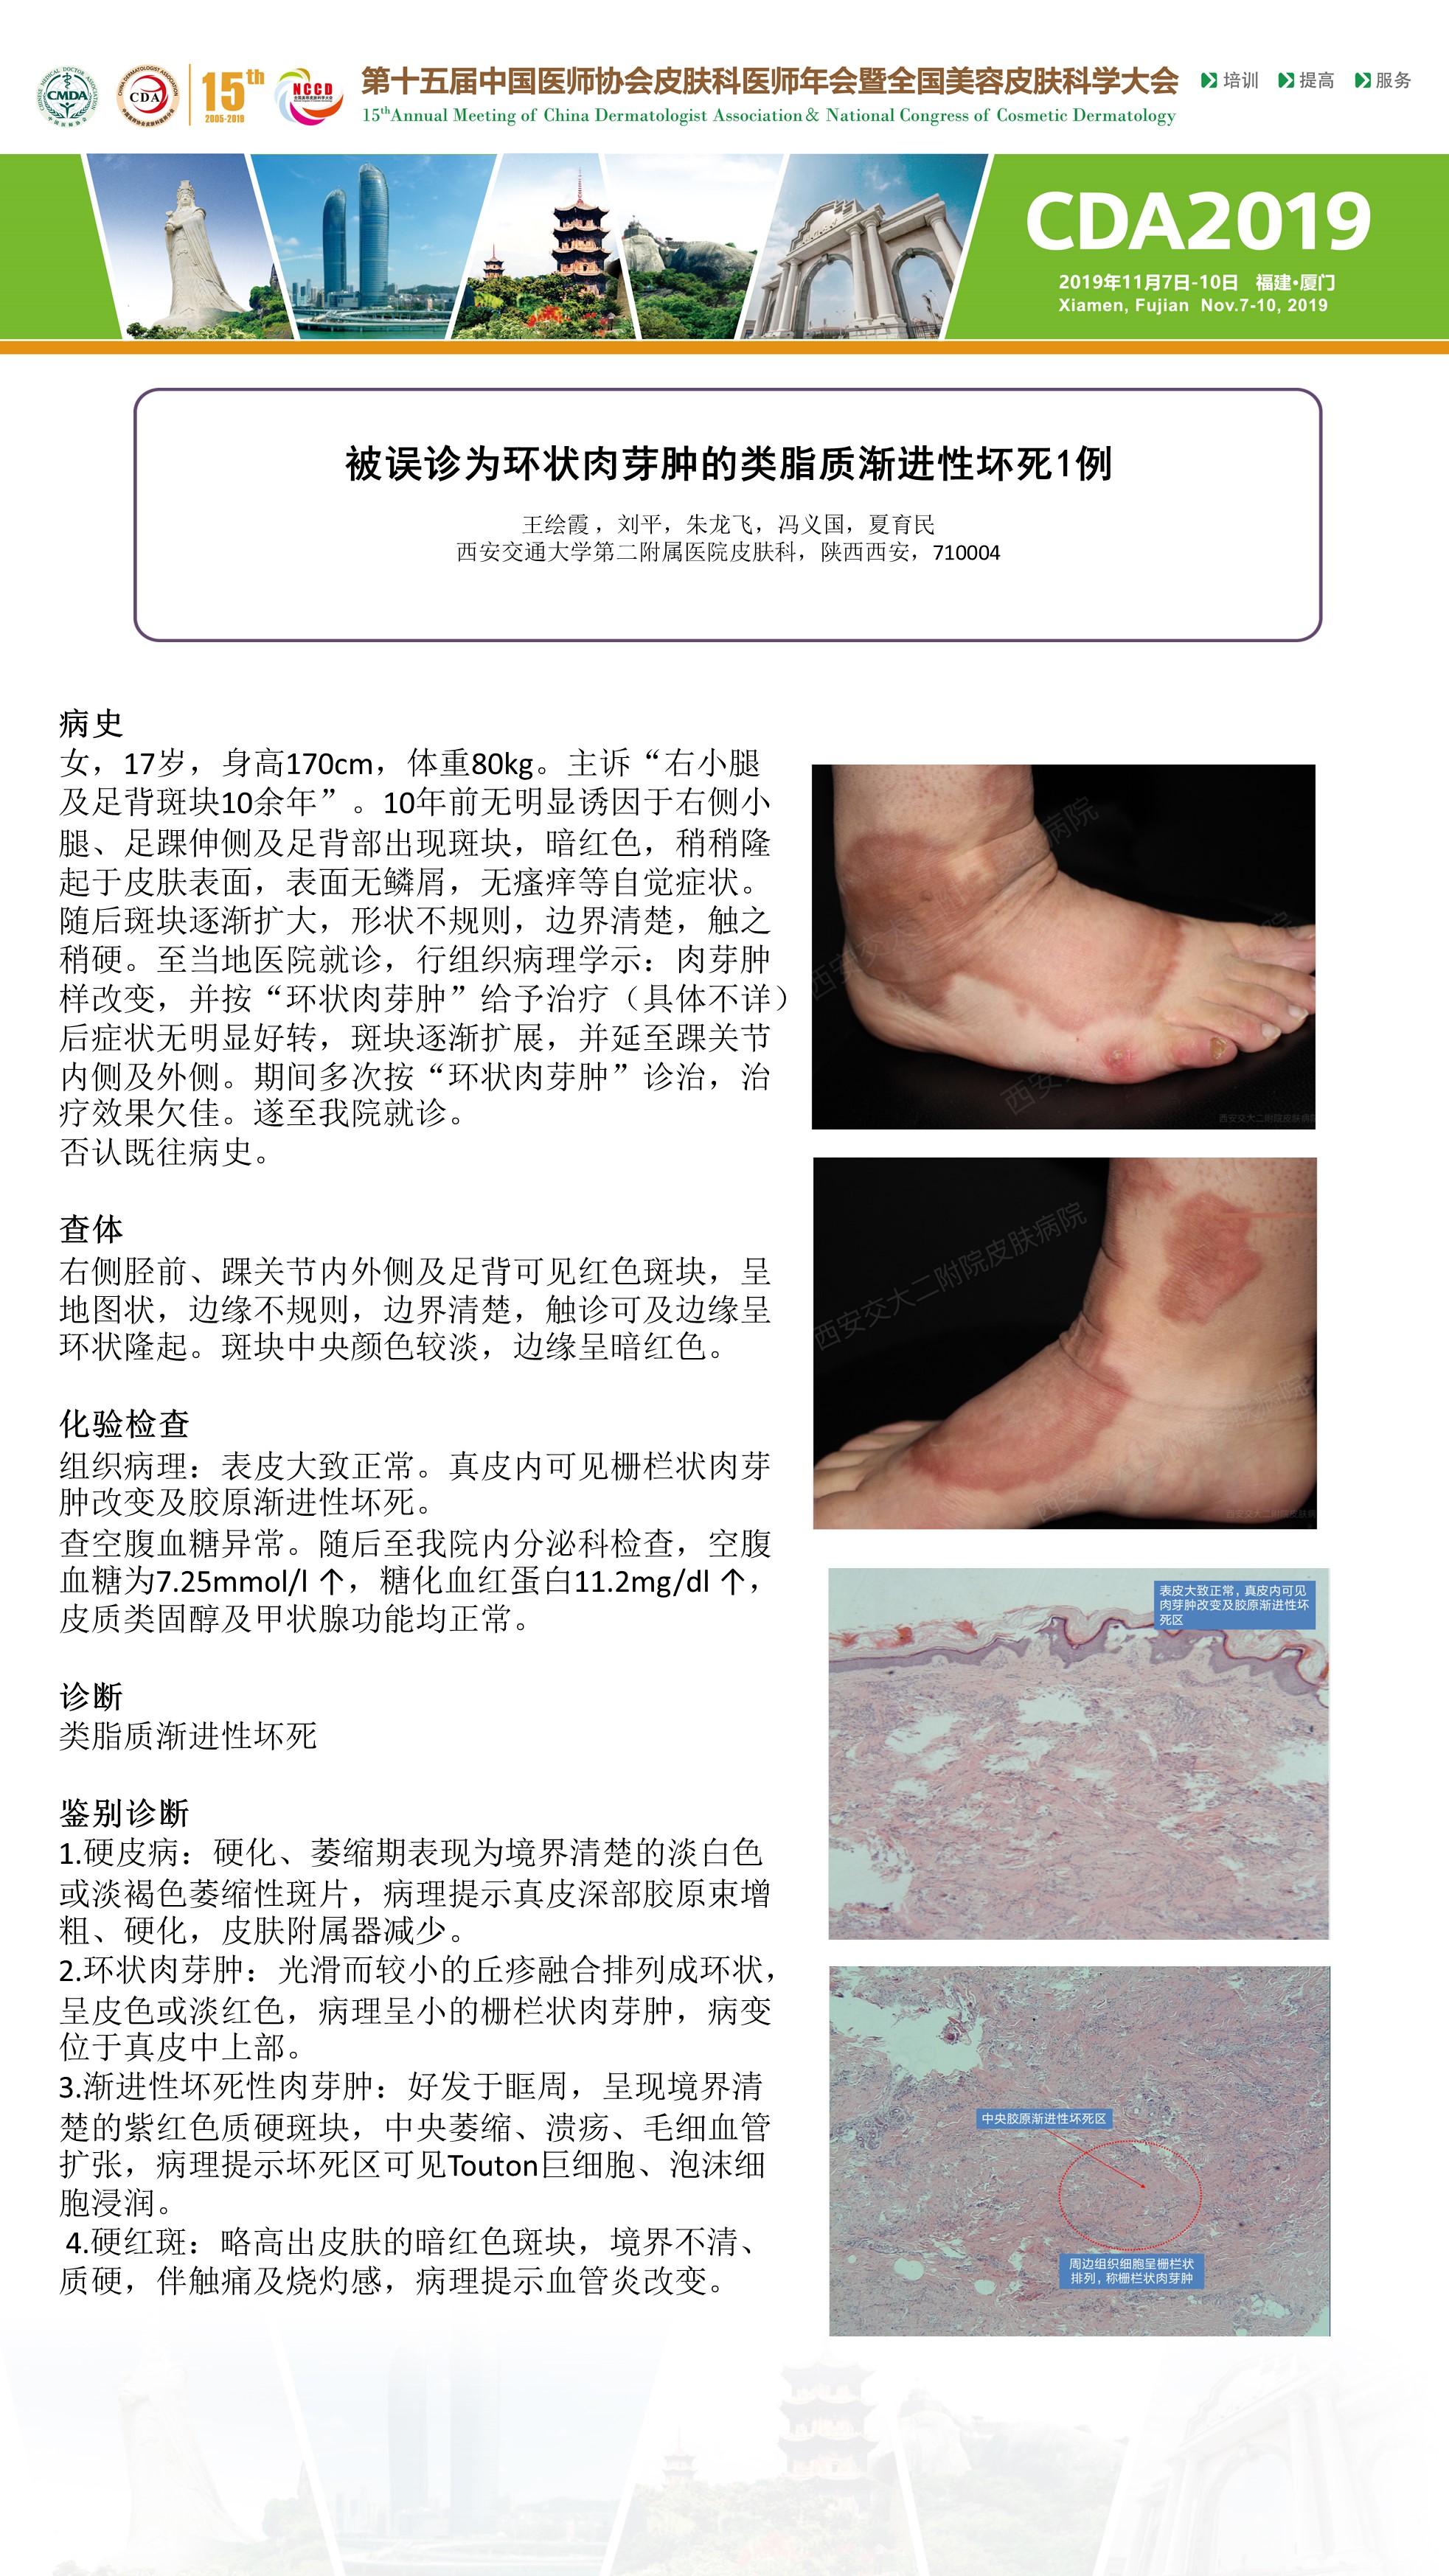 CMDA
CDA
15th
2005-2019
NCCD
第十五届中国医师协会皮肤科医师年会暨全国美容皮肤科学大会
15thAnnual Meeting of China Dermatologist Association & National Congress of Cosmetic Dermatology
培训 提高 服务
CDA2019
2019年11月7日-10日 福建•厦门
Xiamen, Fujian Nov.7-10, 2019
被误诊为环状肉芽肿的类脂质渐进性坏死1例
王绘霞，刘平，朱龙飞，冯义国，夏育民
西安交通大学第二附属医院皮肤科，陕西西安，710004
病史
女，17岁，身高170cm，体重80kg。主诉“右小腿
及足背斑块10余年”。10年前无明显诱因于右侧小
腿、足踝伸侧及足背部出现斑块，暗红色，稍稍隆
起于皮肤表面，表面无鳞屑，无瘙痒等自觉症状。
随后斑块逐渐扩大，形状不规则，边界清楚，触之
稍硬。至当地医院就诊，行组织病理学示：肉芽肿
样改变，并按“环状肉芽肿”给予治疗（具体不详）
后症状无明显好转，斑块逐渐扩展，并延至踝关节
内侧及外侧。期间多次按“环状肉芽肿”诊治，治
疗效果欠佳。遂至我院就诊。
否认既往病史。
查体
右侧胫前、踝关节内外侧及足背可见红色斑块，呈
地图状，边缘不规则，边界清楚，触诊可及边缘呈
环状隆起。斑块中央颜色较淡，边缘呈暗红色。
化验检查
组织病理：表皮大致正常。真皮内可见栅栏状肉芽
肿改变及胶原渐进性坏死。
查空腹血糖异常。随后至我院内分泌科检查，空腹
血糖为7.25mmol/l ↑，糖化血红蛋白11.2mg/dl ↑，
皮质类固醇及甲状腺功能均正常。
诊断
类脂质渐进性坏死
鉴别诊断
1.硬皮病：硬化、萎缩期表现为境界清楚的淡白色
或淡褐色萎缩性斑片，病理提示真皮深部胶原束增
粗、硬化，皮肤附属器减少。
2.环状肉芽肿：光滑而较小的丘疹融合排列成环状，
呈皮色或淡红色，病理呈小的栅栏状肉芽肿，病变
位于真皮中上部。
3.渐进性坏死性肉芽肿：好发于眶周，呈现境界清
楚的紫红色质硬斑块，中央萎缩、溃疡、毛细血管
扩张，病理提示坏死区可见Touton巨细胞、泡沫细
胞浸润。
4.硬红斑：略高出皮肤的暗红色斑块，境界不清、
质硬，伴触痛及烧灼感，病理提示血管炎改变。
西安交大二附院皮肤病
西安交大二附院皮肤病院
表皮大致正常，真皮内可见
肉芽肿改变及胶原渐进性坏
死区
中央胶原渐进性坏死区
周边组织细胞呈栅栏状
排列，称栅栏状肉芽肿